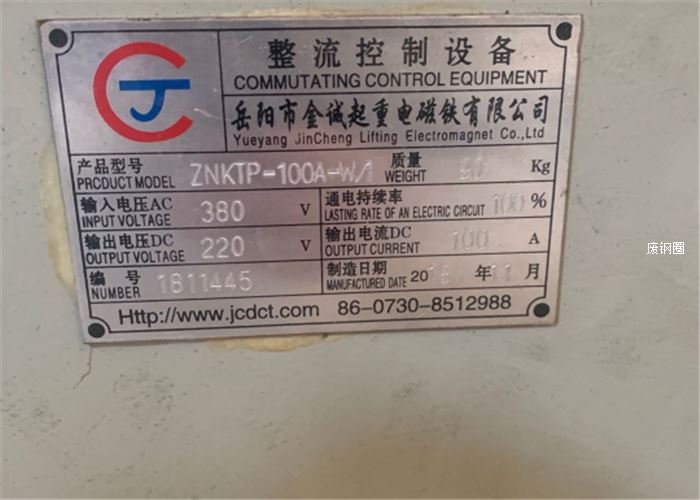 整流控制设备
COMMUTATING CONTROL EQUIPMENT
岳阳市金诚起重电磁铁有限公司
Yueyang JinCheng Lifting Electromagnet Co.,Ltd
产品型号 ZNKTP-100A-W/1 质量 Kg
PRCDUCT MODEL WEIGHT
输入电压AC 380 V 通电持续率 100 %
INPUT VOLTAGE LASTING RATE OF AN ELECTRIC CIRCUIT
输出电压DC 220 V 输出电流DC 100 A
OUTPUT VOLTAGE OUTPUT CURRENT
编号 1811445 制造日期 2018 年 11 月
NUMBER MANUFACTURED DATE
Http://www.jcdct.com 86-0730-8512988
废钢圈